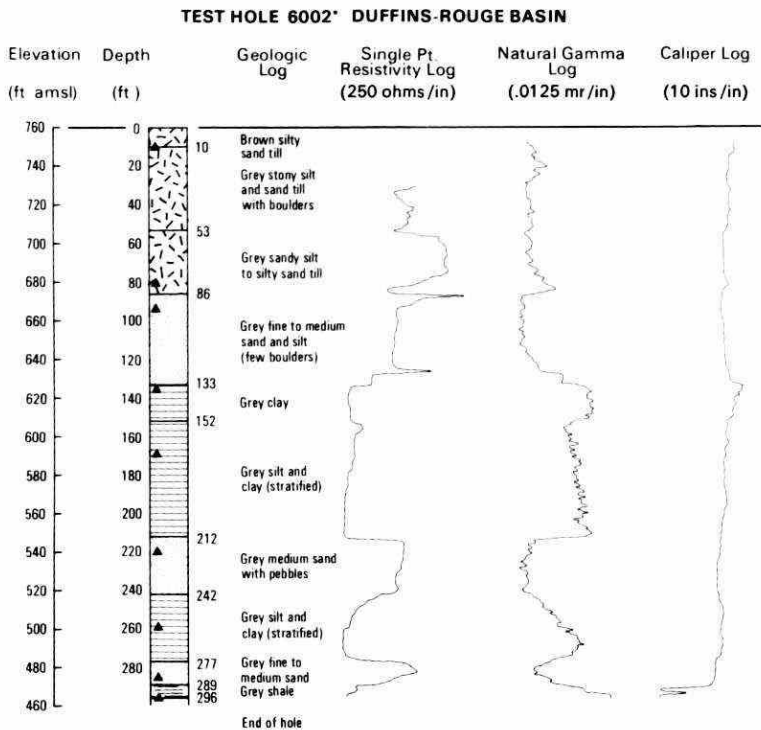 TEST HOLE 6002* DUFFINS-ROUGE BASIN
Elevation Depth Geologic Log Single Pt. Resistivity Log Natural Gamma Log Caliper Log
(ft amsl) (ft) (250 ohms/in) (.0125 mr/in) (10 ins/in)
760
740
720
700
680
660
640
620
600
580
560
540
520
500
480
460
0
20
40
60
80
100
120
140
160
180
200
220
240
260
280
10
53
86
133
152
212
242
277
289
296
Brown silty
sand till
Grey stony silt
and sand till
with boulders
Grey sandy silt
to silty sand till
Grey fine to medium
sand and silt
(few boulders)
Grey clay
Grey silt and
clay (stratified)
Grey medium sand
with pebbles
Grey silt and
clay (stratified)
Grey fine to
medium sand
Grey shale
End of hole